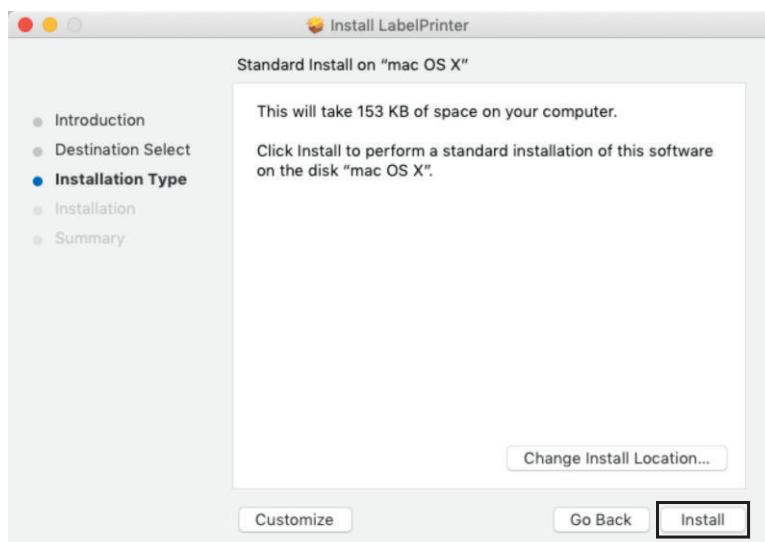 Install LabelPrinter
Standard Install on "mac OS X"
Introduction
Destination Select
Installation Type
Installation
Summary
This will take 153 KB of space on your computer.
Click Install to perform a standard installation of this software
on the disk "mac OS X".
Change Install Location...
Customize
Go Back
Install